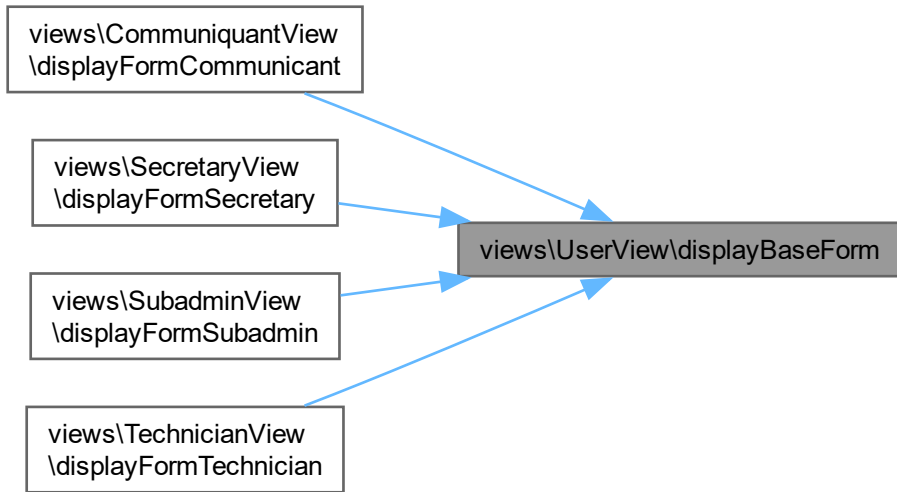 views\CommuniquantView
\displayFormCommunicant
views\SecretaryView
\displayFormSecretary
views\UserView\displayBaseForm
views\SubadminView
\displayFormSubadmin
views\TechnicianView
\displayFormTechnician